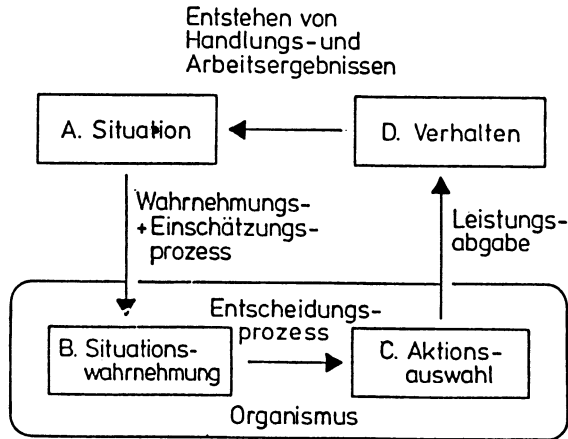 Entstehen von
Handlungs- und
Arbeitsergebnissen
A. Situation
D. Verhalten
Wahrnehmungs-
+Einschätzungs-
prozess
Leistungs-
abgabe
Entscheidungs-
prozess
B. Situations-
wahrnehmung
C. Aktions-
auswahl
Organismus